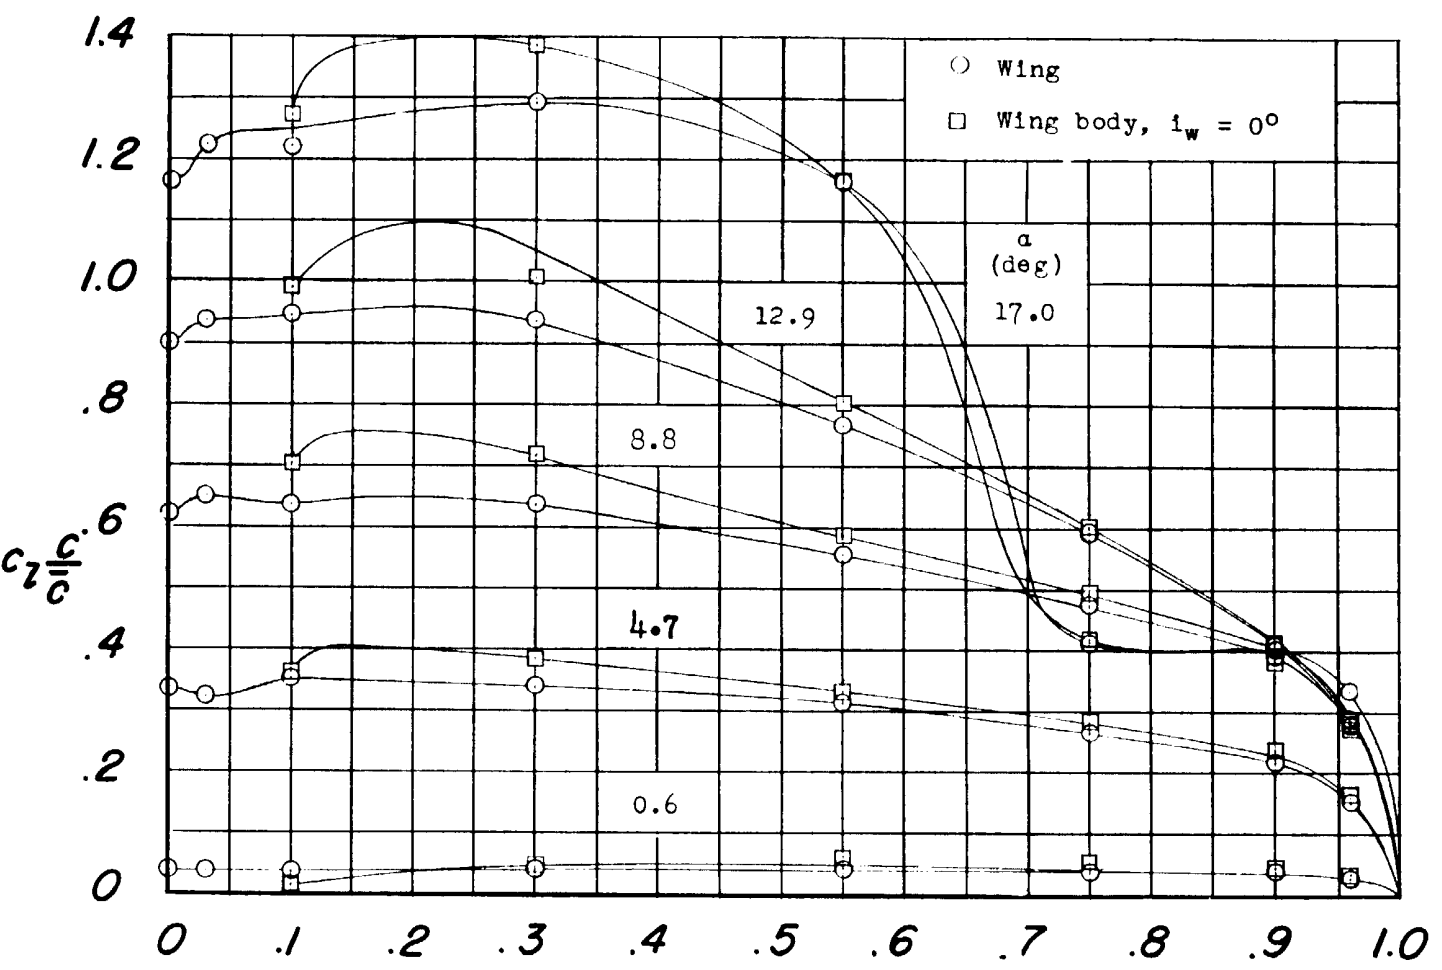 1.4
1.2
1.0
.8
.6
.4
.2
0
c_l c/c̄
○ Wing
□ Wing body, i_w = 0°
α
(deg)
17.0
12.9
8.8
4.7
0.6
0 .1 .2 .3 .4 .5 .6 .7 .8 .9 1.0